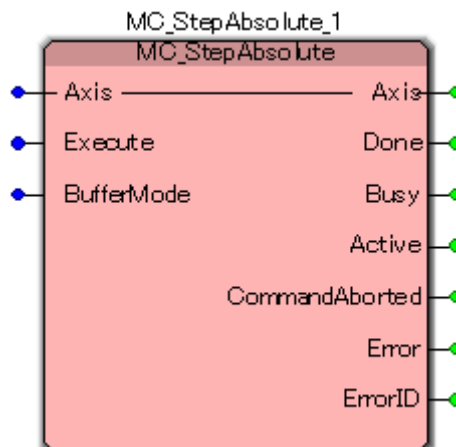 MC_StepAbsolute_1
MC_StepAbsolute
Axis Axis
Execute Done
BufferMode Busy
Active
CommandAborted
Error
ErrorID